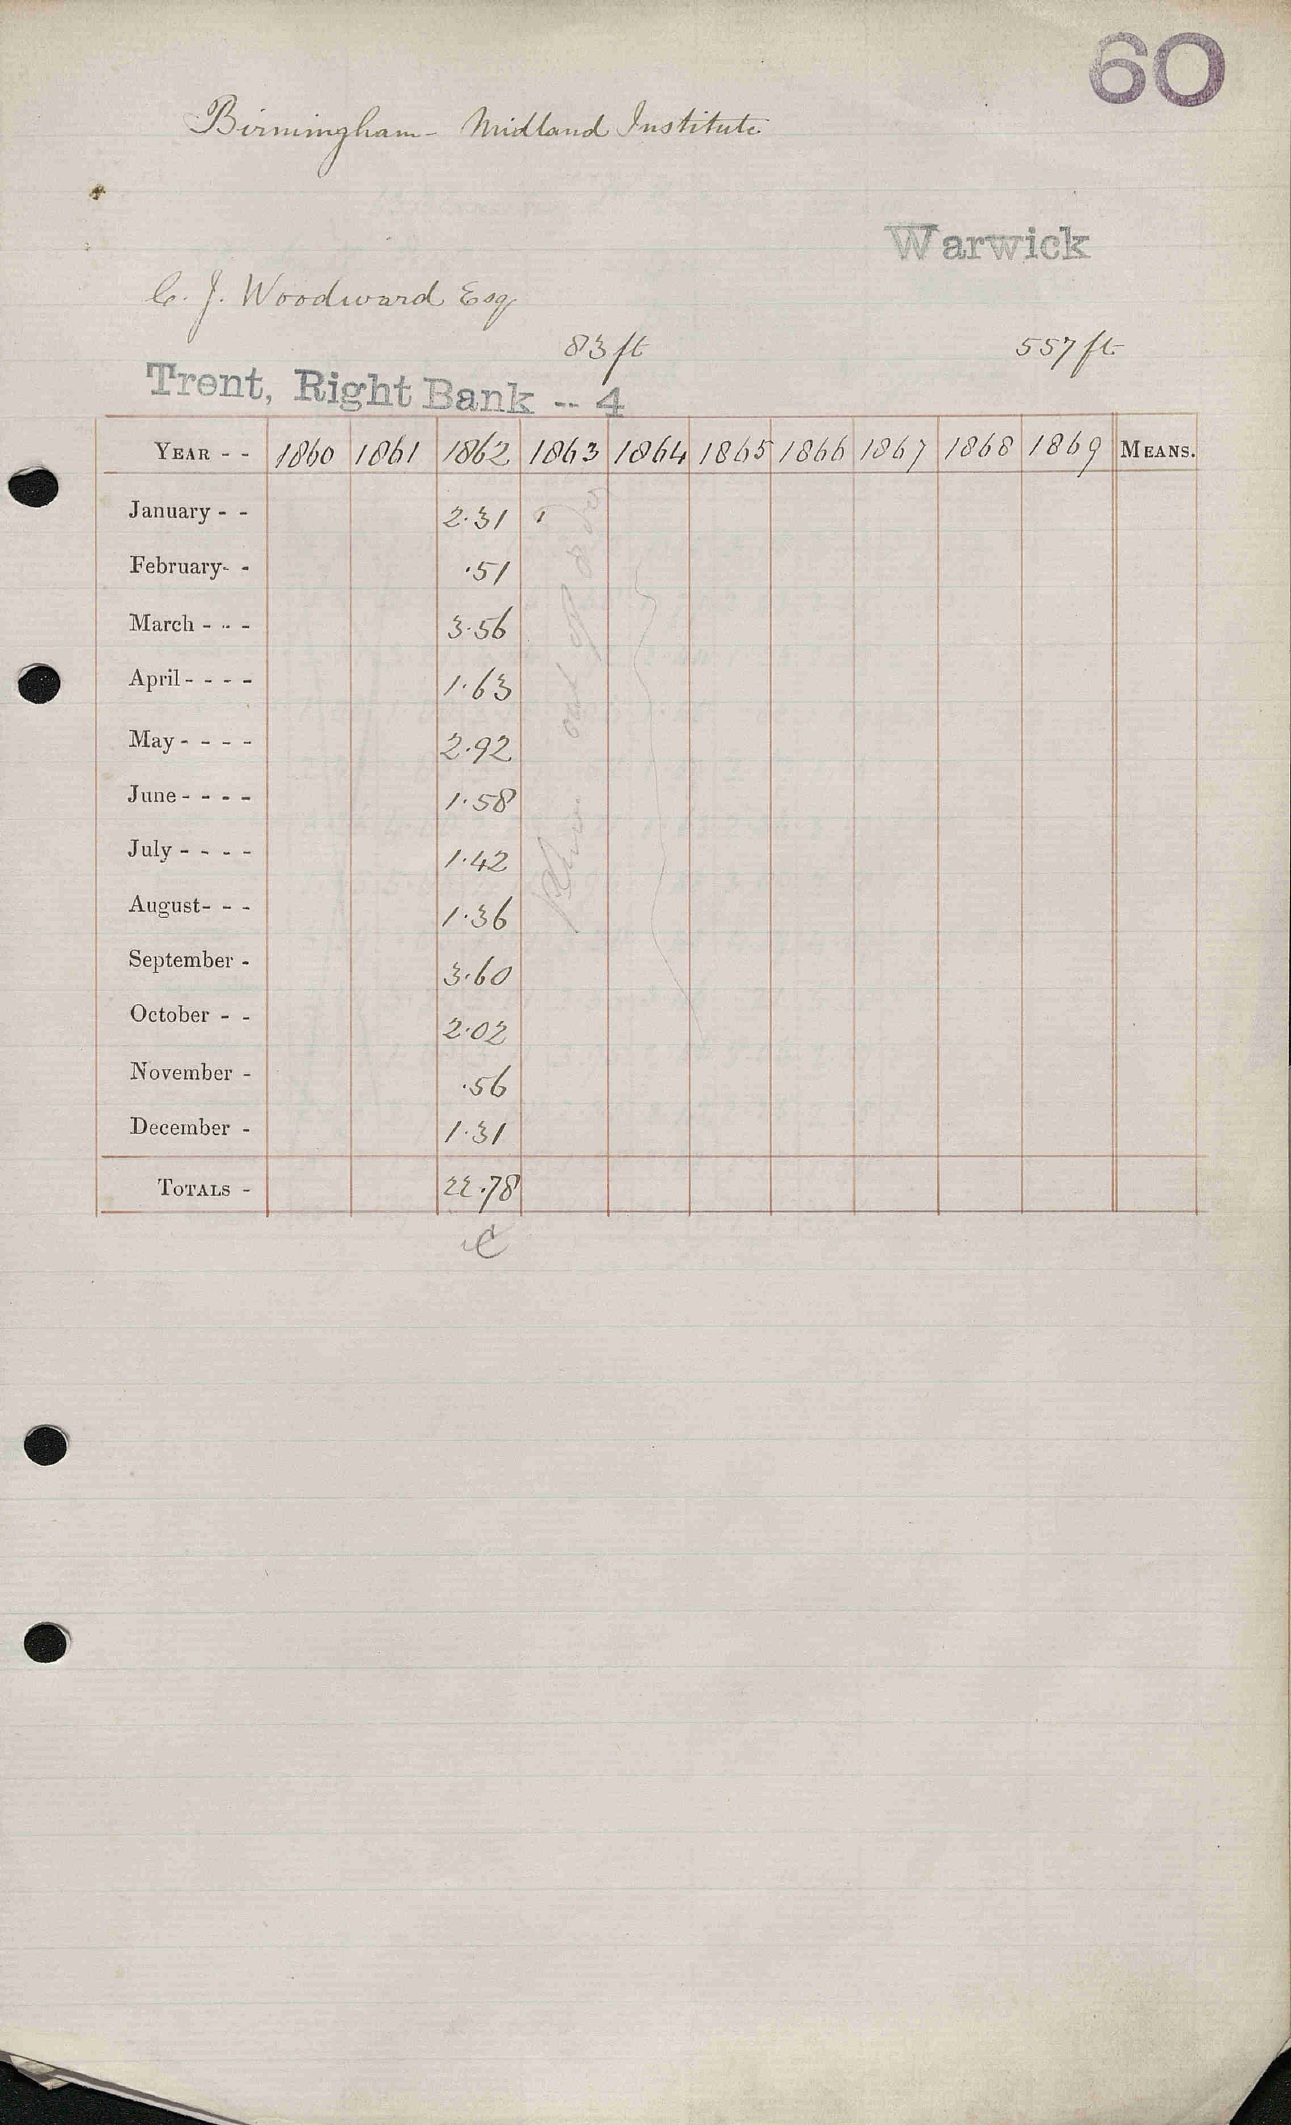 60
Birmingham - Midland Institute
Warwick
C. J. Woodward Esq
83 ft 557 ft.
Trent, Right Bank -- 4
YEAR - - 1860 1861 1862 1863 1864 1865 1866 1867 1868 1869 MEANS.
January - - 2.31
February- - .51
March - - - 3.56
April - - - - 1.63
May - - - - 2.92
June - - - - 1.58
July - - - - 1.42
August- - - 1.36
September - 3.60
October - - 2.02
November - .56
December - 1.31
TOTALS - 22.78
out of order